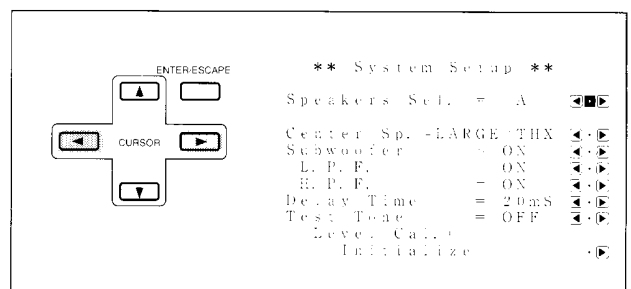 ENTER·ESCAPE
CURSOR
** System Setup **
Speakers Sel. = A
Center Sp. =LARGE·THX
Subwoofer = ON
L. P. F. ON
H. P. F. = ON
Delay Time = 20mS
Test Tone = OFF
Level Cal.
Initialize